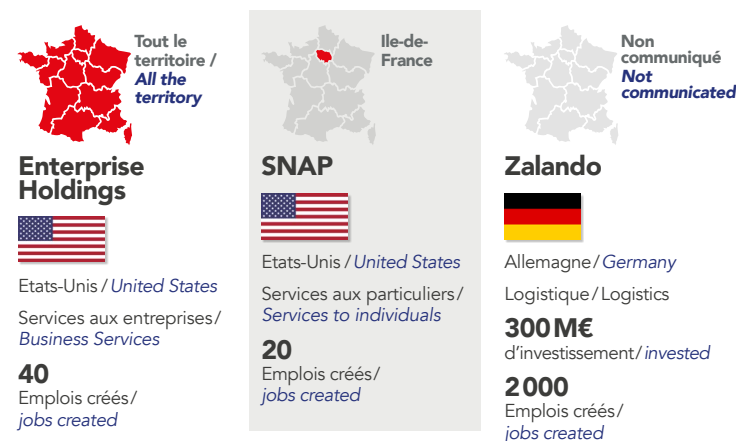 Tout le
territoire /
All the
territory
Enterprise
Holdings
Etats-Unis / United States
Services aux entreprises /
Business Services
40
Emplois créés /
jobs created
Ile-de-
France
SNAP
Etats-Unis / United States
Services aux particuliers /
Services to individuals
20
Emplois créés /
jobs created
Non
communiqué
Not
communicated
Zalando
Allemagne / Germany
Logistique / Logistics
300 M€
d'investissement / invested
2 000
Emplois créés /
jobs created